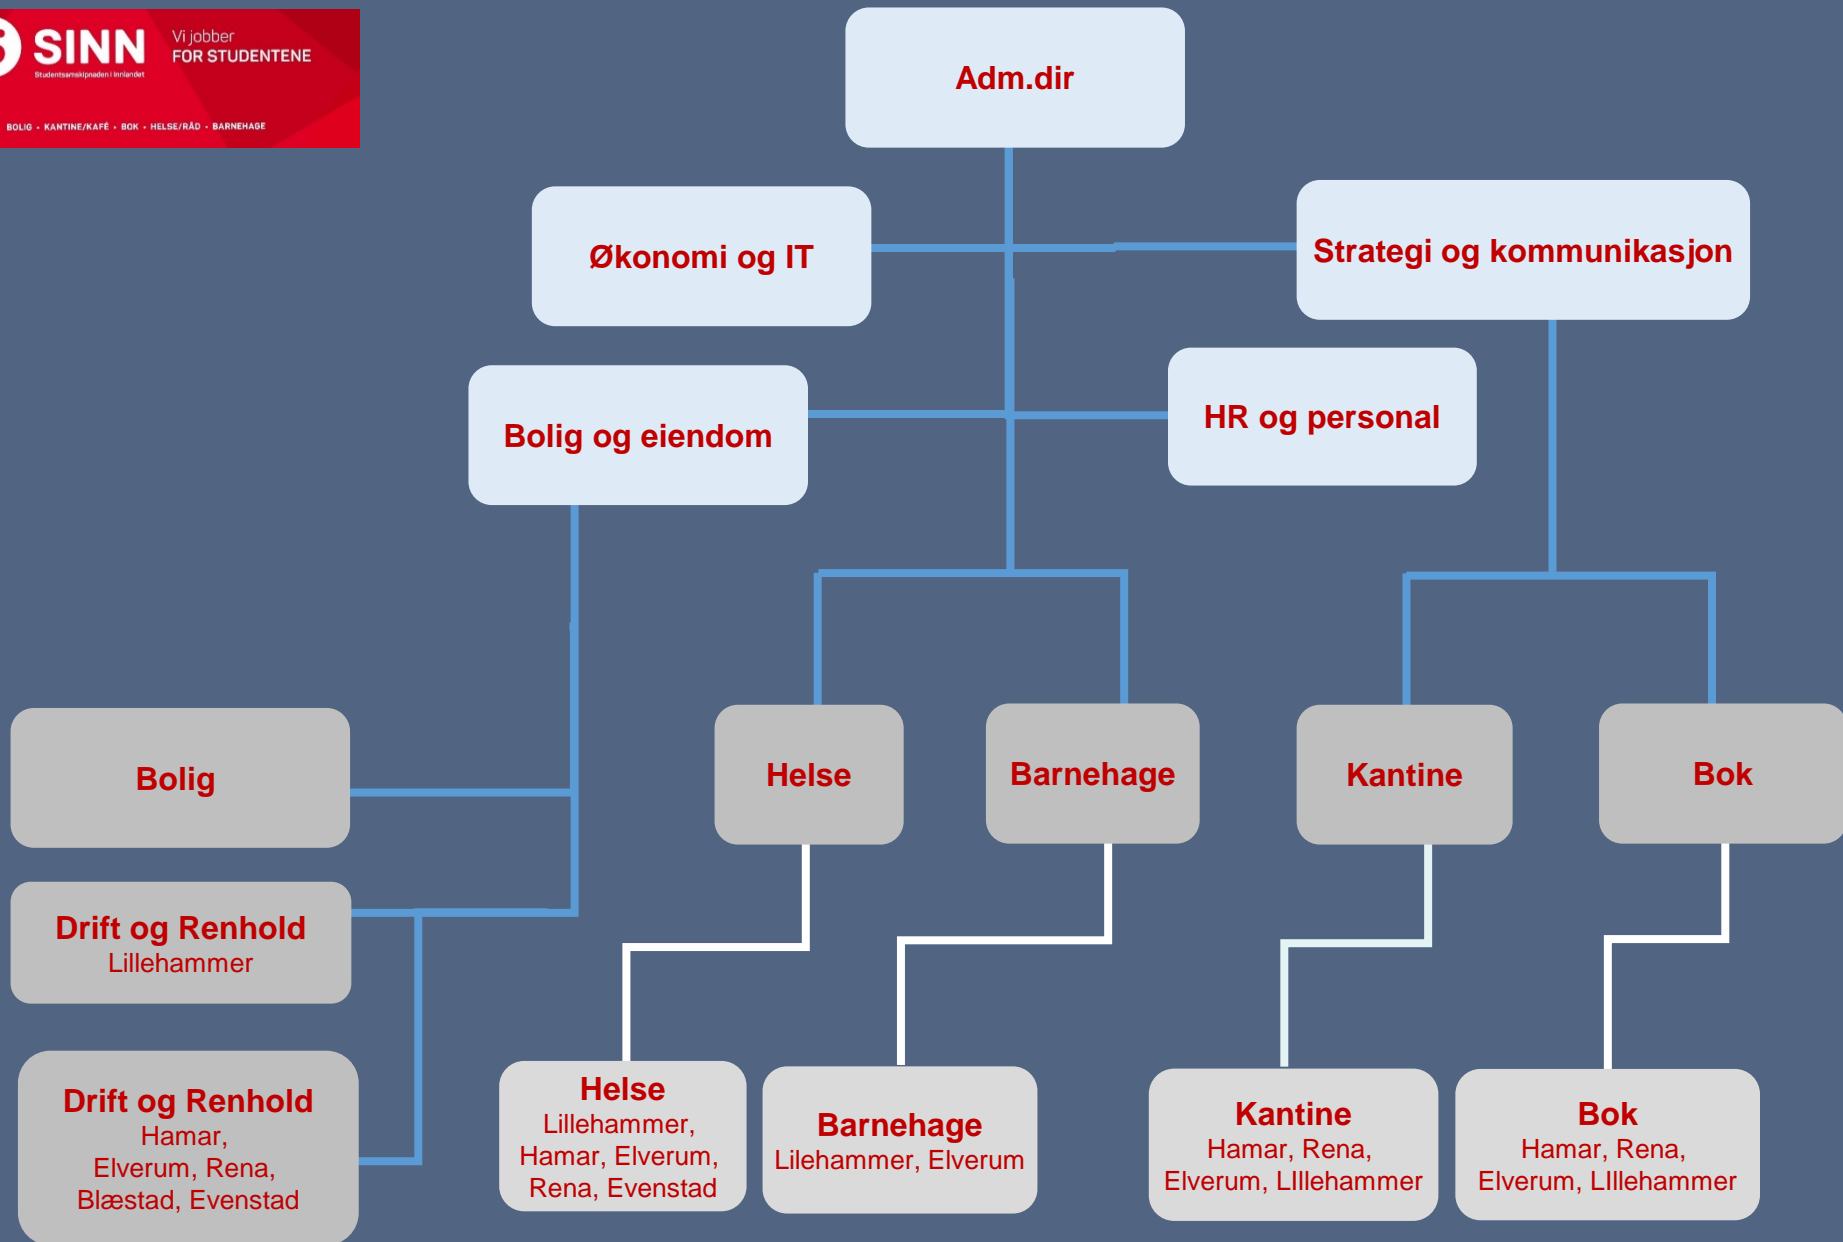 SINN
Studentsamskipnaden i Innlandet
Vi jobber
FOR STUDENTENE
BOLIG • KANTINE/KAFÉ • BOK • HELSE/RÅD • BARNEHAGE
Adm.dir
Økonomi og IT
Strategi og kommunikasjon
Bolig og eiendom
HR og personal
Bolig
Helse
Barnehage
Kantine
Bok
Drift og Renhold
Lillehammer
Drift og Renhold
Hamar,
Elverum, Rena,
Blæstad, Evenstad
Helse
Lillehammer,
Hamar, Elverum,
Rena, Evenstad
Barnehage
Lilehammer, Elverum
Kantine
Hamar, Rena,
Elverum, LIllehammer
Bok
Hamar, Rena,
Elverum, LIllehammer